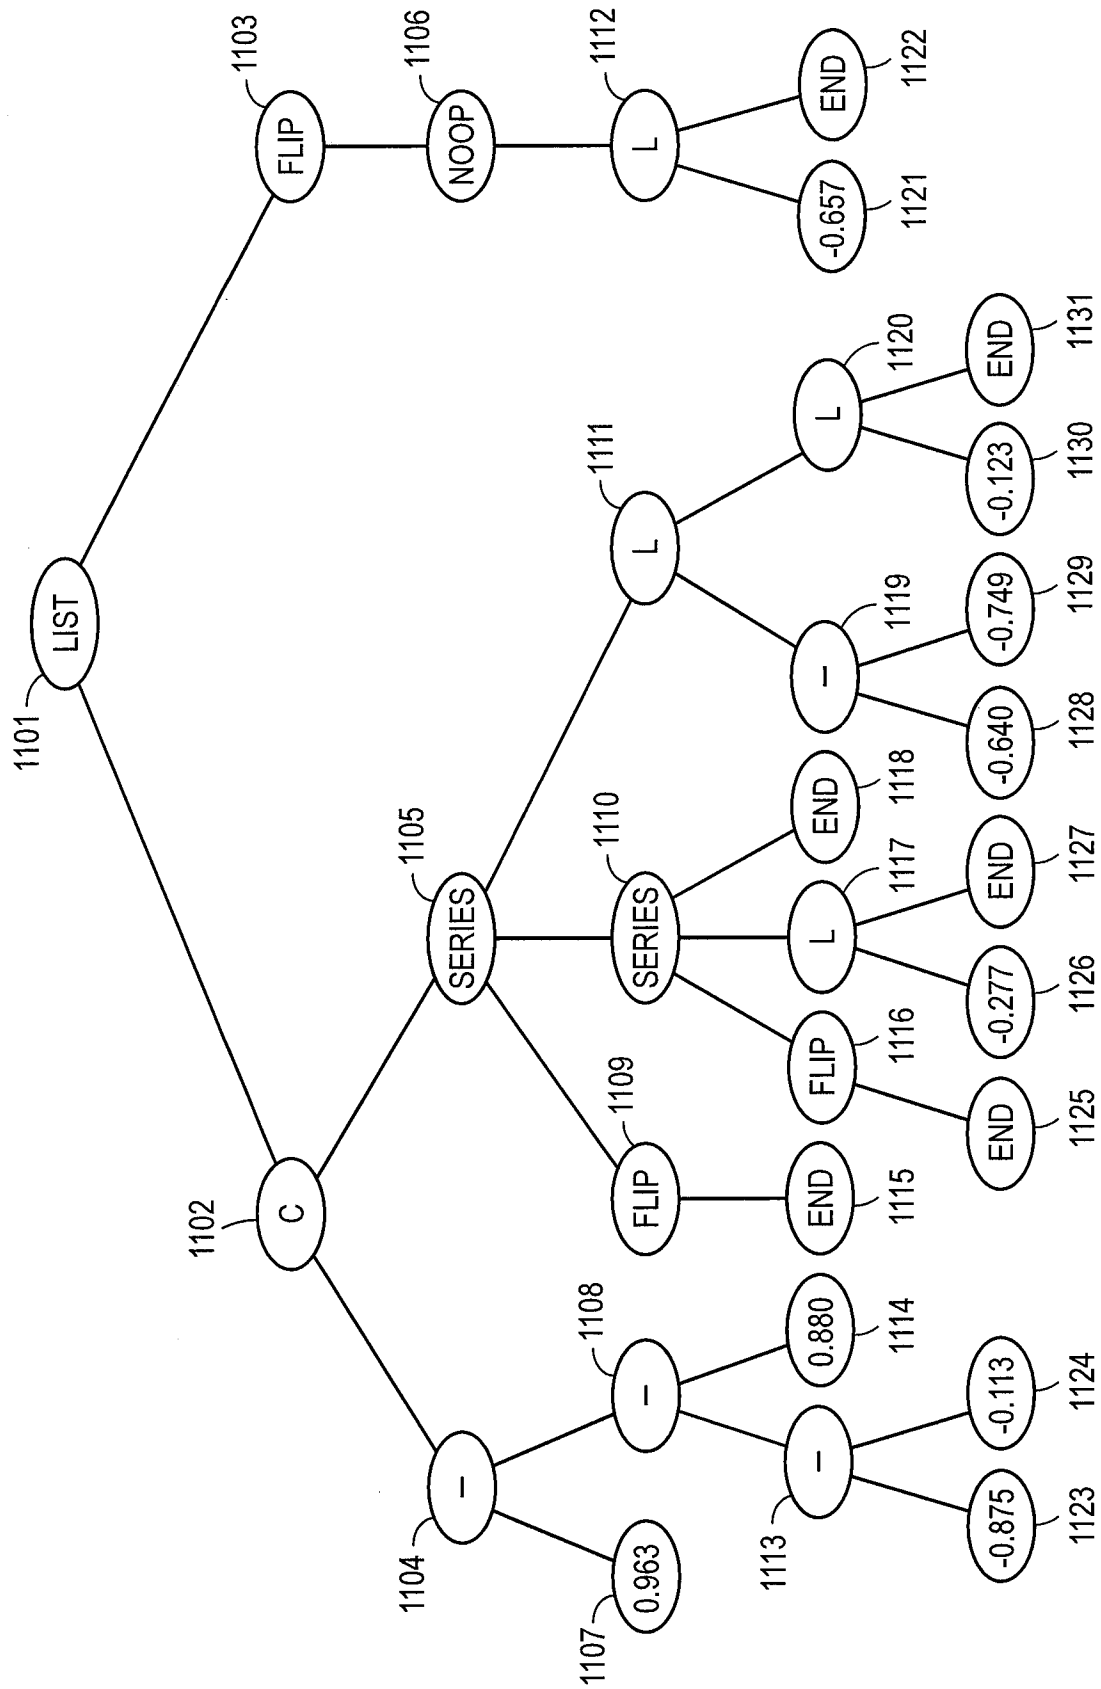 1101
LIST
1102
C
FLIP
1103
1104
–
SERIES
1105
NOOP
1106
1107
0.963
–
1108
FLIP
1109
SERIES
1110
L
1111
L
1112
1113
–
0.880
1114
END
1115
FLIP
1116
L
1117
END
1118
–
1119
L
1120
-0.657
1121
END
1122
-0.875
1123
-0.113
1124
END
1125
-0.277
1126
END
1127
-0.640
1128
-0.749
1129
-0.123
1130
END
1131